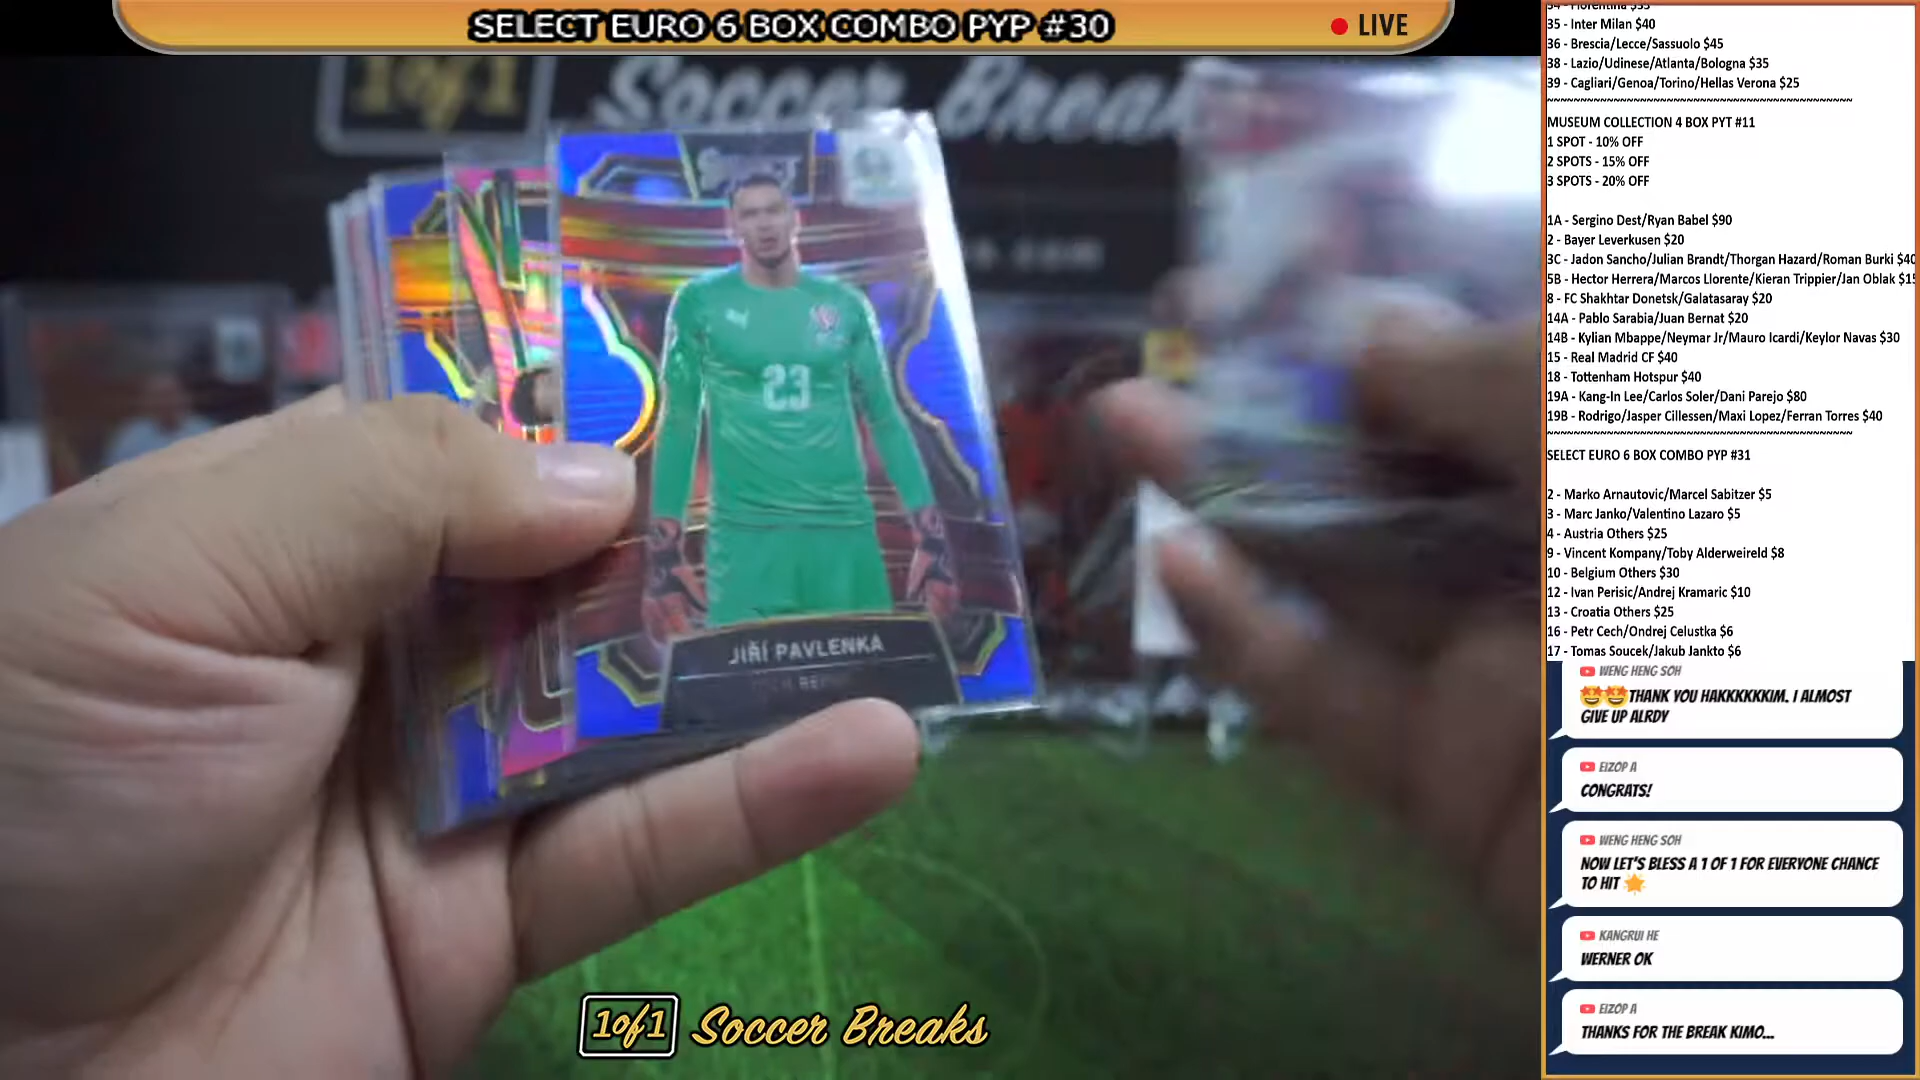 SELECT EURO 6 BOX COMBO PYP #30
LIVE
1of1
Soccer Breaks
SELECT
23
JIŘÍ PAVLENKA
1of1 Soccer Breaks
34 - Fiorentina $35
35 - Inter Milan $40
36 - Brescia/Lecce/Sassuolo $45
38 - Lazio/Udinese/Atlanta/Bologna $35
39 - Cagliari/Genoa/Torino/Hellas Verona $25
~~~~~~~~~~~~~~~~~~~~~~~~~~~~~~~~~~~~~~~~~~~~~~
MUSEUM COLLECTION 4 BOX PYT #11
1 SPOT - 10% OFF
2 SPOTS - 15% OFF
3 SPOTS - 20% OFF
1A - Sergino Dest/Ryan Babel $90
2 - Bayer Leverkusen $20
3C - Jadon Sancho/Julian Brandt/Thorgan Hazard/Roman Burki $40
5B - Hector Herrera/Marcos Llorente/Kieran Trippier/Jan Oblak $15
8 - FC Shakhtar Donetsk/Galatasaray $20
14A - Pablo Sarabia/Juan Bernat $20
14B - Kylian Mbappe/Neymar Jr/Mauro Icardi/Keylor Navas $30
15 - Real Madrid CF $40
18 - Tottenham Hotspur $40
19A - Kang-In Lee/Carlos Soler/Dani Parejo $80
19B - Rodrigo/Jasper Cillessen/Maxi Lopez/Ferran Torres $40
~~~~~~~~~~~~~~~~~~~~~~~~~~~~~~~~~~~~~~~~~~~~~~
SELECT EURO 6 BOX COMBO PYP #31
2 - Marko Arnautovic/Marcel Sabitzer $5
3 - Marc Janko/Valentino Lazaro $5
4 - Austria Others $25
9 - Vincent Kompany/Toby Alderweireld $8
10 - Belgium Others $30
12 - Ivan Perisic/Andrej Kramaric $10
13 - Croatia Others $25
16 - Petr Cech/Ondrej Celustka $6
17 - Tomas Soucek/Jakub Jankto $6
WENG HENG SOH
🤩🤩THANK YOU HAKKKKKKIM. I ALMOST
GIVE UP ALRDY
EIZOP A
CONGRATS!
WENG HENG SOH
NOW LET'S BLESS A 1 OF 1 FOR EVERYONE CHANCE
TO HIT 🌟
KANGRUI HE
WERNER OK
EIZOP A
THANKS FOR THE BREAK KIMO...